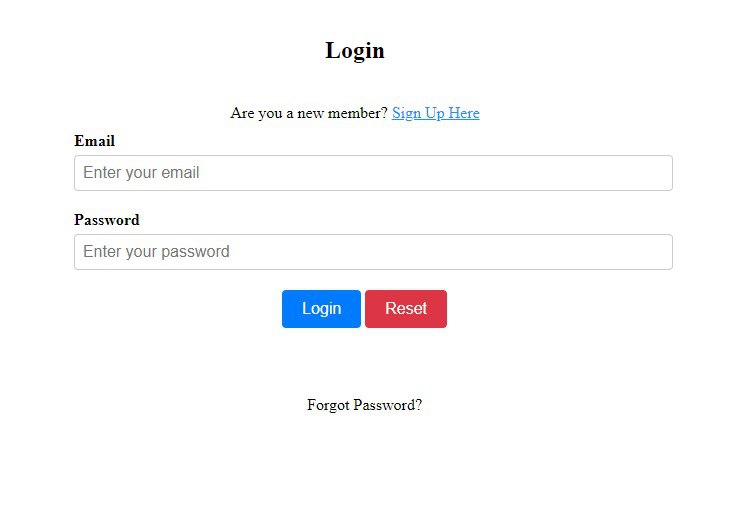 Login
Are you a new member? Sign Up Here
Email
Enter your email
Password
Enter your password
Login Reset
Forgot Password?